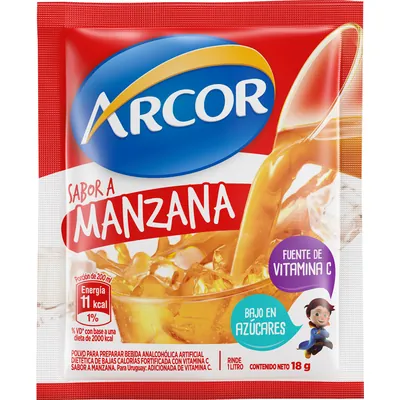 ARCOR
SABOR A
MANZANA
FUENTE DE
VITAMINA C
BAJO EN
AZÚCARES
Porción de 200 ml
Energía
11 kcal
1%
% VD* con base a una
dieta de 2000 kcal
POLVO PARA PREPARAR BEBIDA ANALCOHÓLICA ARTIFICIAL
DIETÉTICA DE BAJAS CALORÍAS FORTIFICADA CON VITAMINA C
SABOR A MANZANA. Para Uruguay: ADICIONADA DE VITAMINA C.
RINDE
1 LITRO
CONTENIDO NETO 18 g